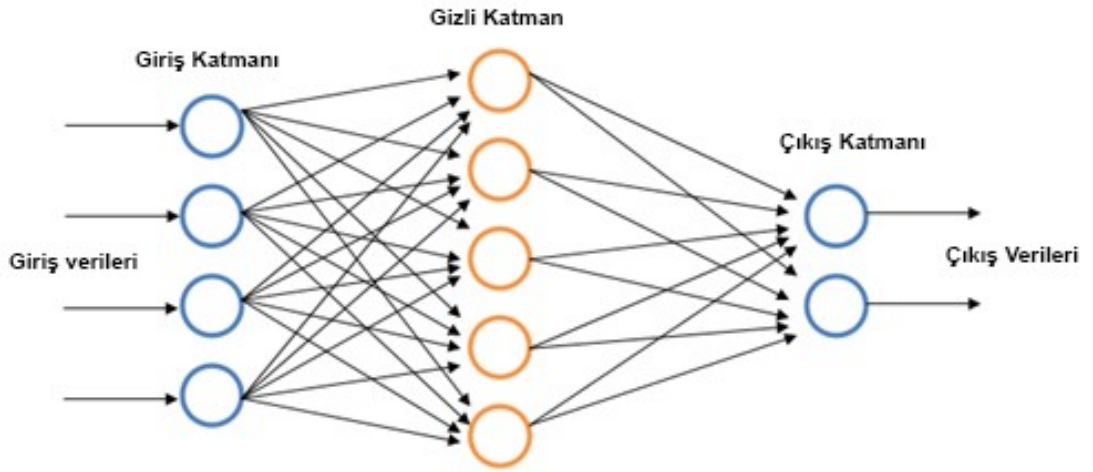 Gizli Katman
Giriş Katmanı
Çıkış Katmanı
Giriş verileri
Çıkış Verileri